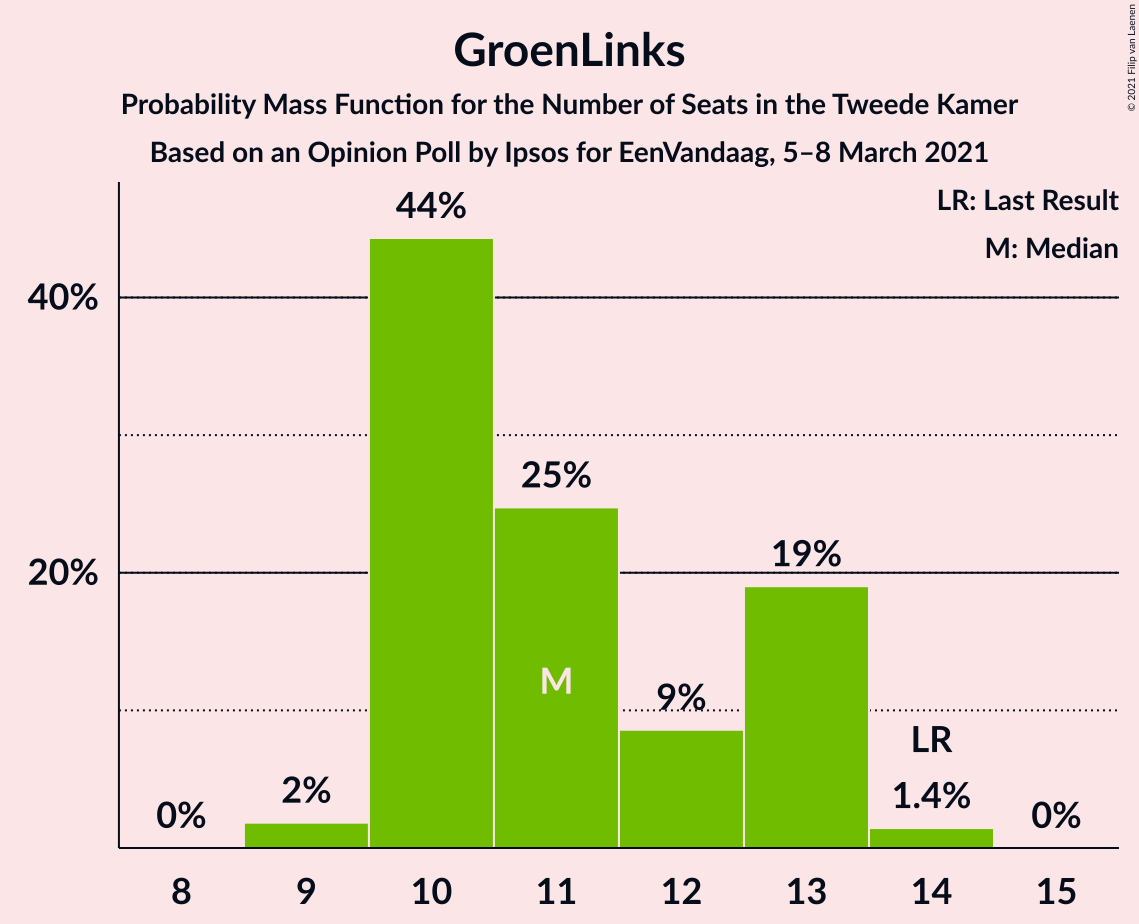 GroenLinks
Probability Mass Function for the Number of Seats in the Tweede Kamer
Based on an Opinion Poll by Ipsos for EenVandaag, 5–8 March 2021
© 2021 Filip van Laenen
LR: Last Result
M: Median
40%
20%
0%
2%
44%
25%
M
9%
19%
LR
1.4%
0%
8 9 10 11 12 13 14 15